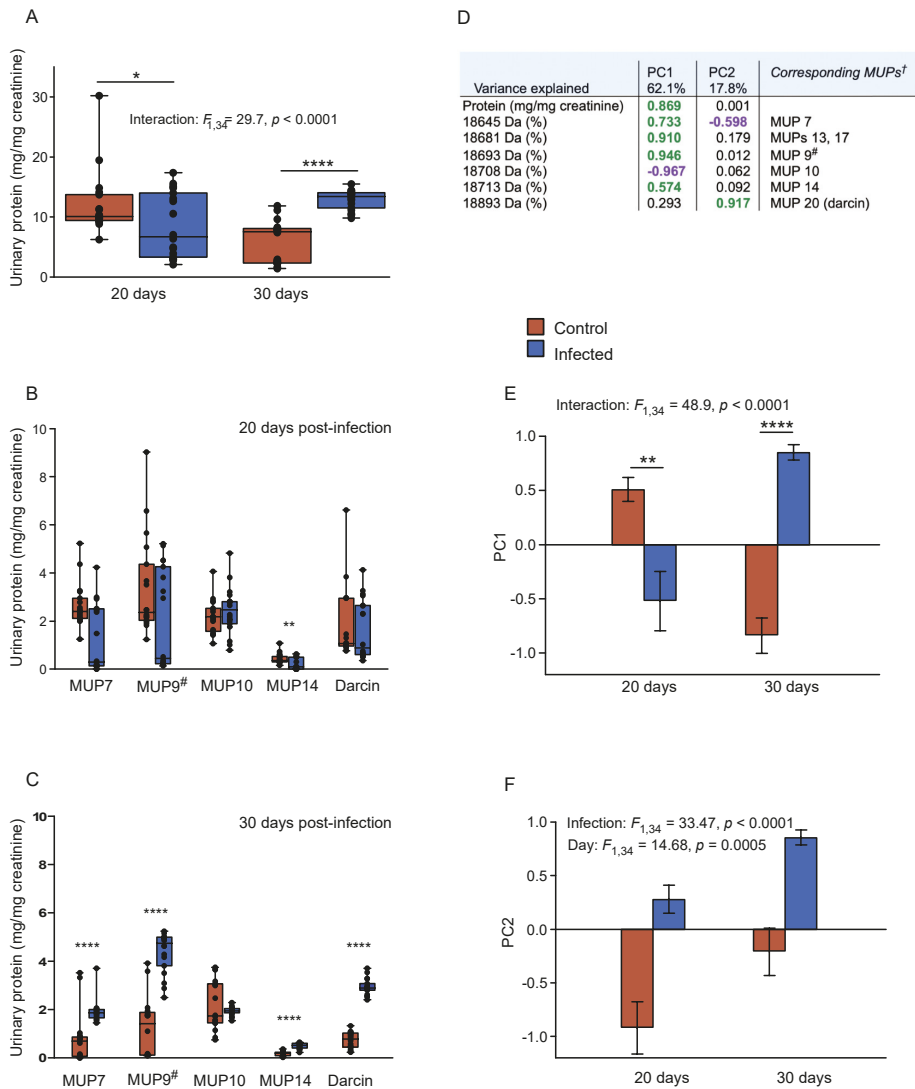 A
Urinary protein (mg/mg creatinine)
30
20
10
0
*
Interaction: F1,34 = 29.7, p < 0.0001
****
20 days
30 days
D
Variance explained
PC1
62.1%
PC2
17.8%
Corresponding MUPs†
Protein (mg/mg creatinine) 0.869 0.001
18645 Da (%) 0.733 -0.598 MUP 7
18681 Da (%) 0.910 0.179 MUPs 13, 17
18693 Da (%) 0.946 0.012 MUP 9#
18708 Da (%) -0.967 0.062 MUP 10
18713 Da (%) 0.574 0.092 MUP 14
18893 Da (%) 0.293 0.917 MUP 20 (darcin)
Control
Infected
B
20 days post-infection
Urinary protein (mg/mg creatinine)
10
8
6
4
2
0
**
MUP7 MUP9# MUP10 MUP14 Darcin
E
Interaction: F1,34 = 48.9, p < 0.0001
PC1
1.0
0.5
0.0
-0.5
-1.0
**
****
20 days
30 days
C
30 days post-infection
Urinary protein (mg/mg creatinine)
10
8
6
4
2
0
****
****
****
****
MUP7 MUP9# MUP10 MUP14 Darcin
F
Infection: F1,34 = 33.47, p < 0.0001
Day: F1,34 = 14.68, p = 0.0005
PC2
1.0
0.5
0.0
-0.5
-1.0
20 days
30 days